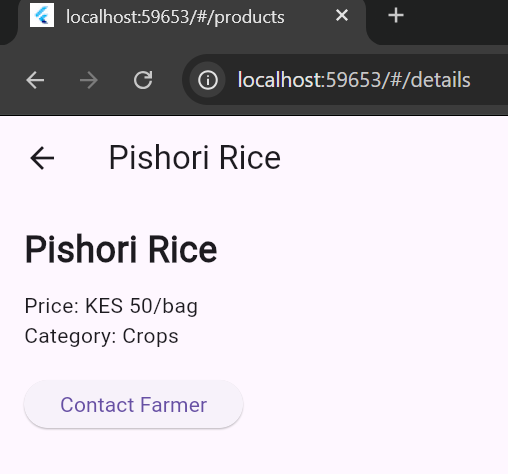 localhost:59653/#/products
localhost:59653/#/details
Pishori Rice
Pishori Rice
Price: KES 50/bag
Category: Crops
Contact Farmer